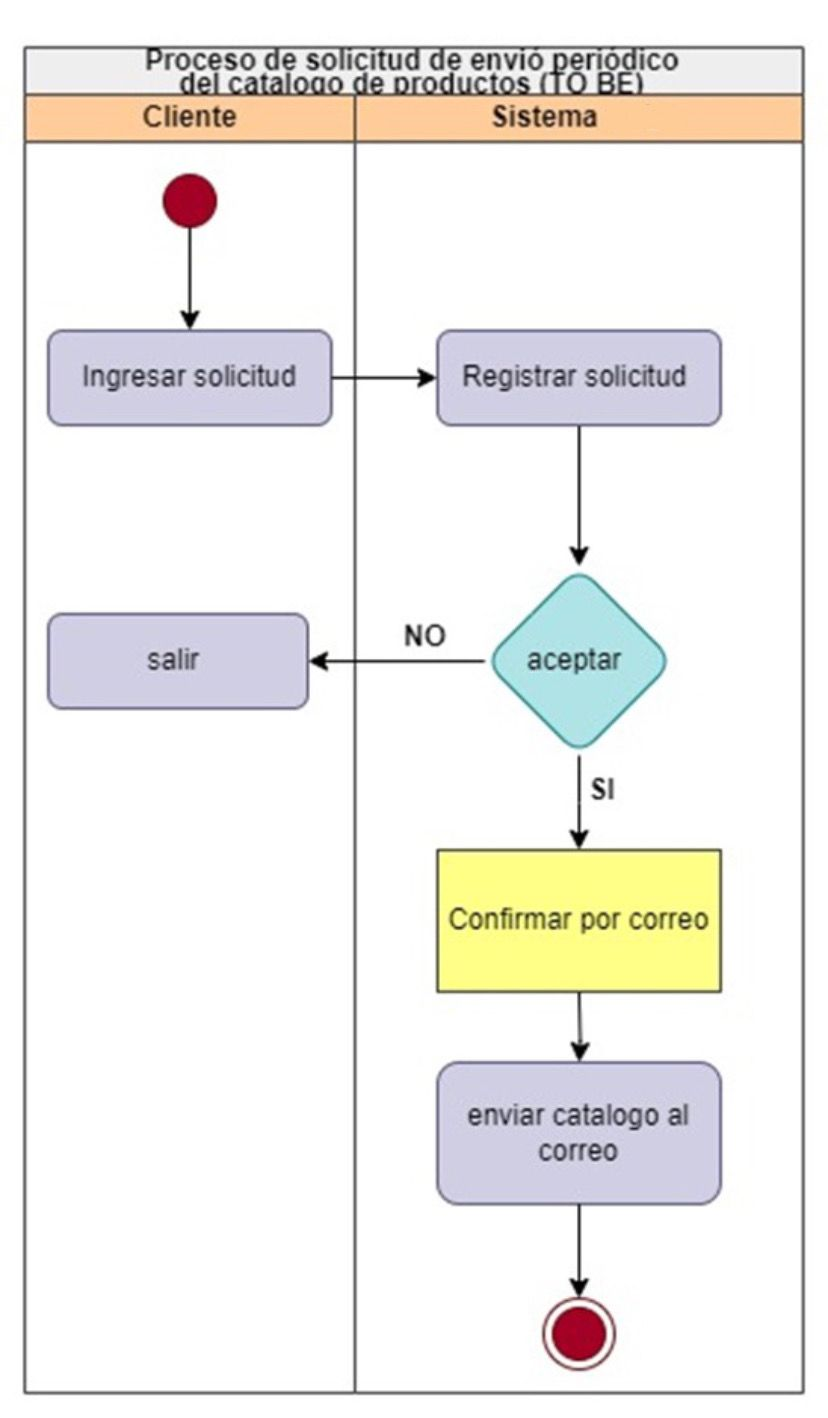 Proceso de solicitud de envió periódico
del catalogo de productos (TO BE)
Cliente
Sistema
Ingresar solicitud
Registrar solicitud
salir
NO
aceptar
SI
Confirmar por correo
enviar catalogo al
correo